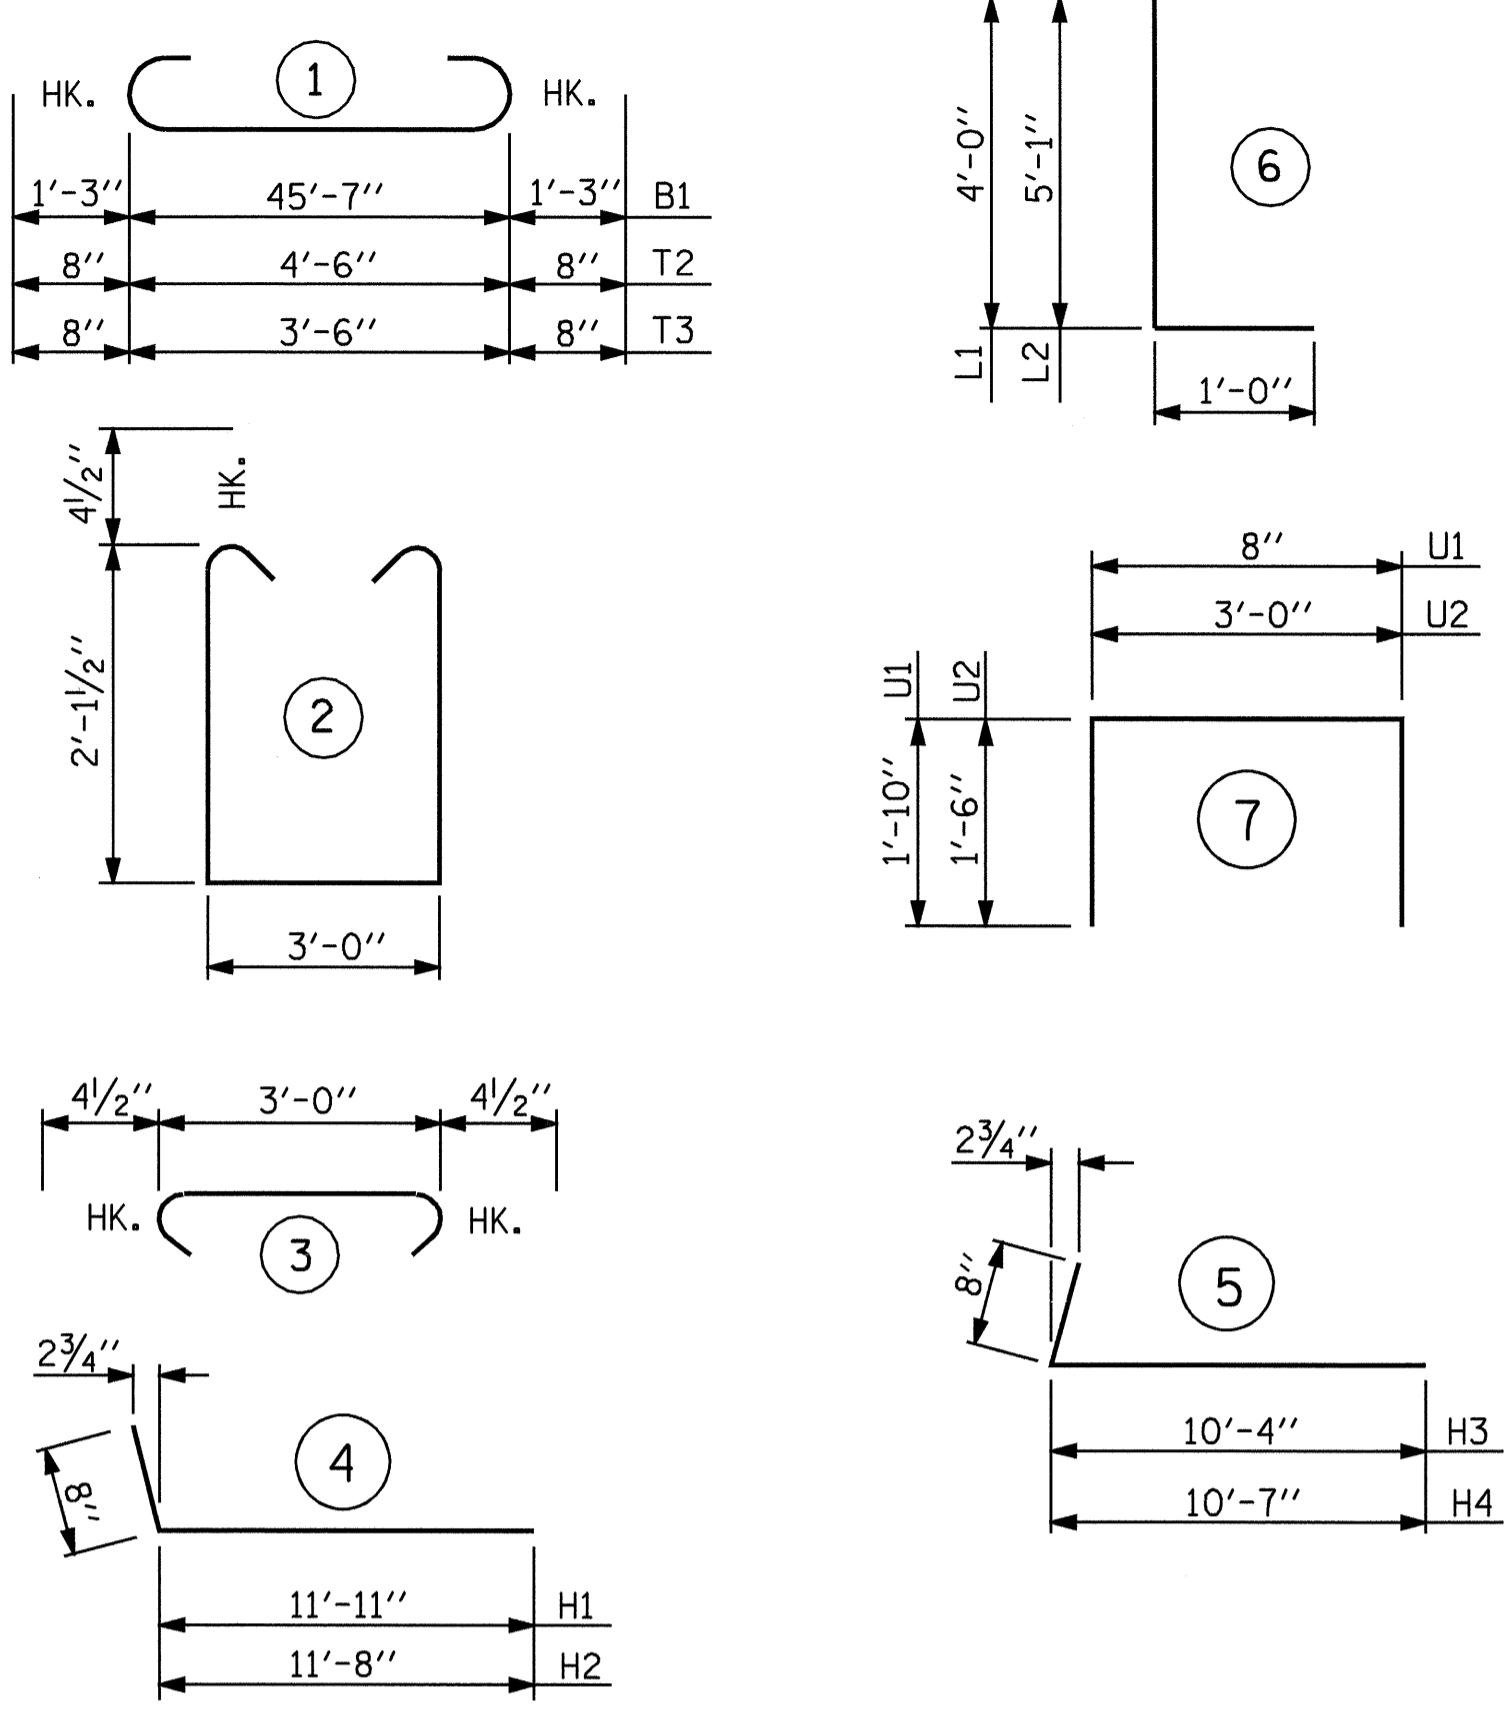 HK. 1 HK.
1'-3" 45'-7" 1'-3" B1
8" 4'-6" 8" T2
8" 3'-6" 8" T3
4'-0" 5'-1" 6
L1 L2
1'-0"
4½"
HK.
2'-1½"
2
3'-0"
8" U1
3'-0" U2
U1 U2
1'-10" 1'-6"
7
4½" 3'-0" 4½"
HK. 3 HK.
2¾"
8"
4
11'-11" H1
11'-8" H2
2¾"
8"
5
10'-4" H3
10'-7" H4